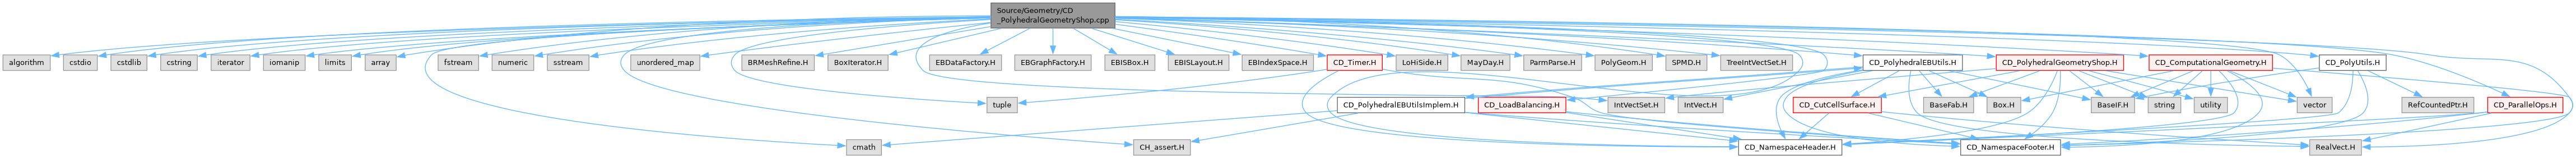 Source/Geometry/CD
_PolyhedralGeometryShop.cpp
algorithm
cstdio
cstdlib
cstring
iterator
iomanip
limits
array
fstream
numeric
sstream
unordered_map
BRMeshRefine.H
BoxIterator.H
EBDataFactory.H
EBGraphFactory.H
EBISBox.H
EBISLayout.H
EBIndexSpace.H
CD_Timer.H
LoHiSide.H
MayDay.H
ParmParse.H
PolyGeom.H
SPMD.H
TreeIntVectSet.H
CD_PolyhedralEBUtils.H
CD_PolyhedralGeometryShop.H
CD_ComputationalGeometry.H
CD_PolyUtils.H
tuple
CD_PolyhedralEBUtilsImplem.H
CD_LoadBalancing.H
IntVectSet.H
IntVect.H
CD_CutCellSurface.H
BaseFab.H
Box.H
BaseIF.H
string
utility
vector
RefCountedPtr.H
CD_ParallelOps.H
cmath
CH_assert.H
CD_NamespaceHeader.H
CD_NamespaceFooter.H
RealVect.H